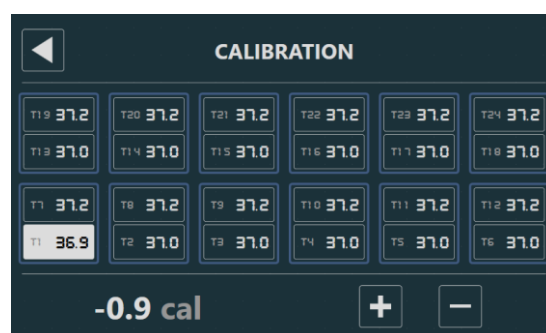 CALIBRATION
T19 37.2 T20 37.2 T21 37.2 T22 37.2 T23 37.2 T24 37.2
T13 37.0 T14 37.0 T15 37.0 T16 37.0 T17 37.0 T18 37.0
T7 37.2 T8 37.2 T9 37.2 T10 37.2 T11 37.2 T12 37.2
T1 36.9 T2 37.0 T3 37.0 T4 37.0 T5 37.0 T6 37.0
-0.9 cal + −